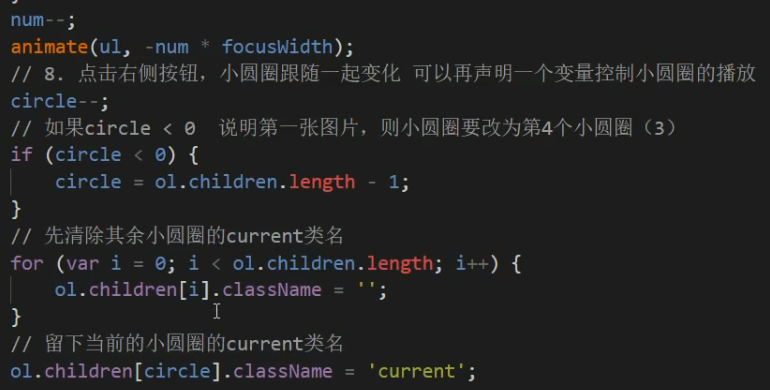 num--;
animate(ul, -num * focusWidth);
// 8. 点击右侧按钮，小圆圈跟随一起变化 可以再声明一个变量控制小圆圈的播放
circle--;
// 如果circle < 0  说明第一张图片，则小圆圈要改为第4个小圆圈（3）
if (circle < 0) {
    circle = ol.children.length - 1;
}
// 先清除其余小圆圈的current类名
for (var i = 0; i < ol.children.length; i++) {
    ol.children[i].className = '';
}
// 留下当前的小圆圈的current类名
ol.children[circle].className = 'current';